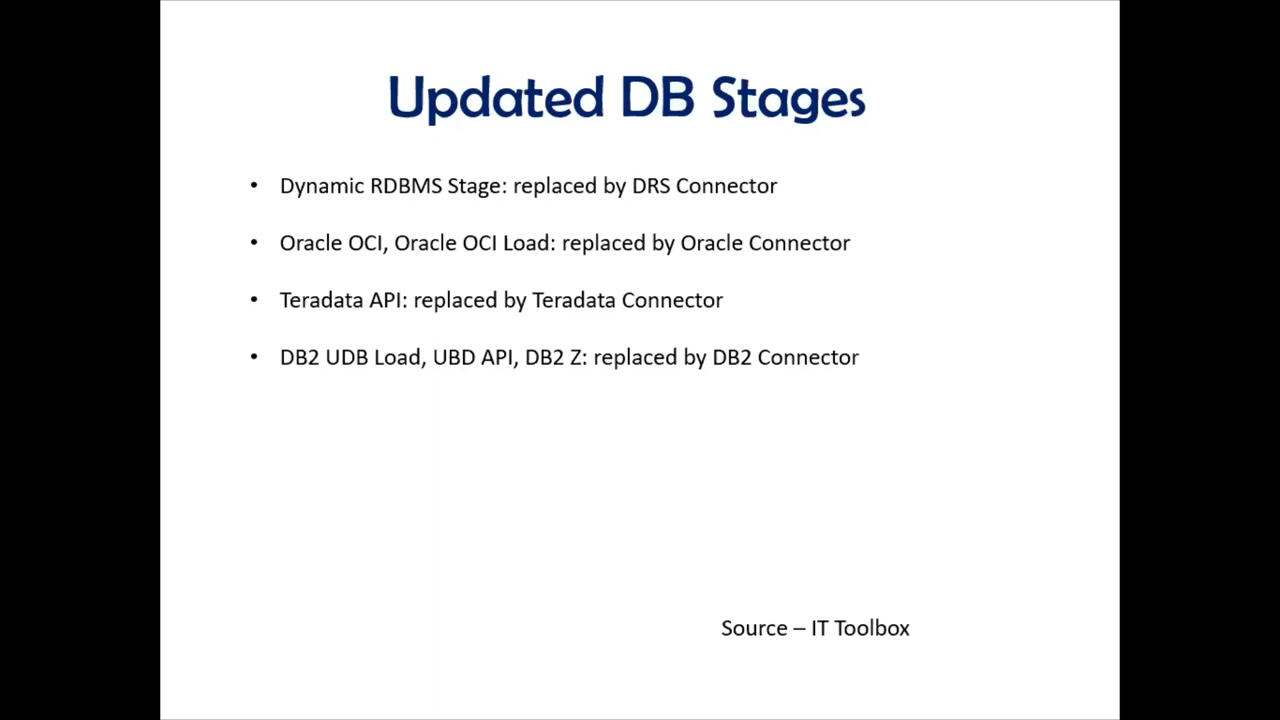 Updated DB Stages
• Dynamic RDBMS Stage: replaced by DRS Connector
• Oracle OCI, Oracle OCI Load: replaced by Oracle Connector
• Teradata API: replaced by Teradata Connector
• DB2 UDB Load, UBD API, DB2 Z: replaced by DB2 Connector
Source – IT Toolbox